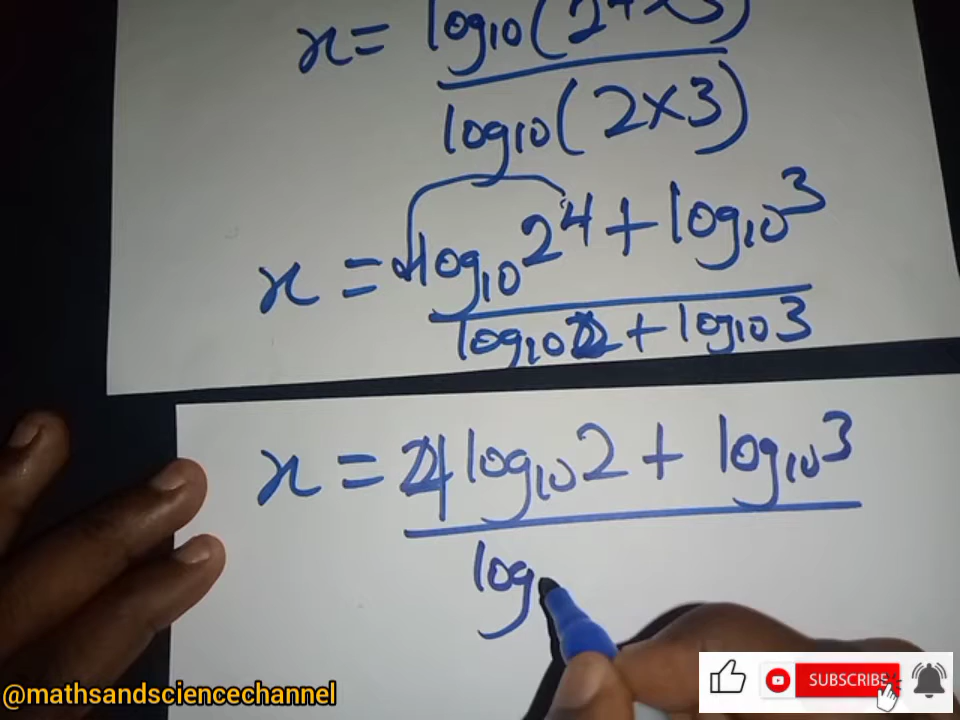 x = log10(2⁴×3)
log10(2×3)
x = log10 2⁴ + log10 3
log10 2 + log10 3
x = 4 log10 2 + log10 3
log
@mathsandsciencechannel
SUBSCRIBE